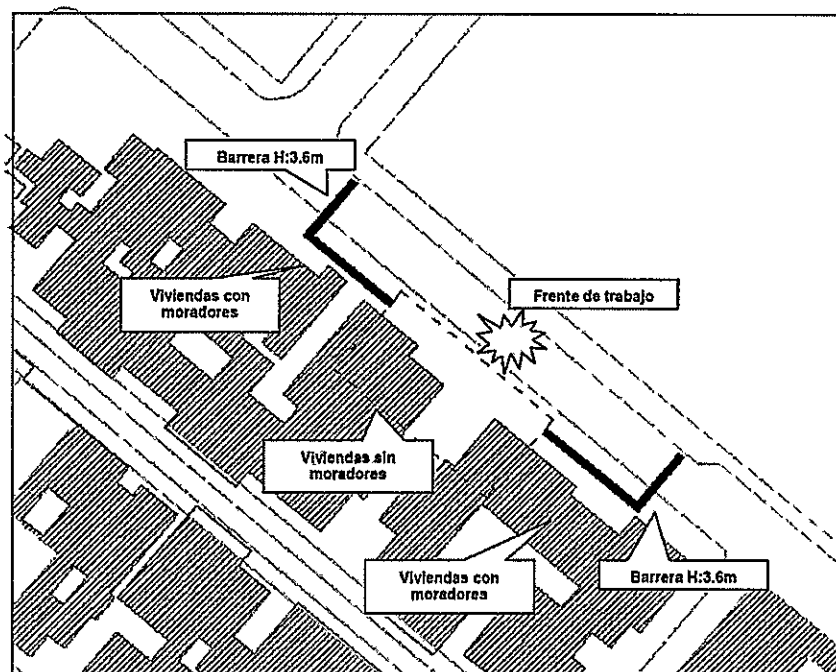 Barrera H:3.6m
Viviendas con
moradores
Frente de trabajo
Viviendas sin
moradores
Viviendas con
moradores
Barrera H:3.6m